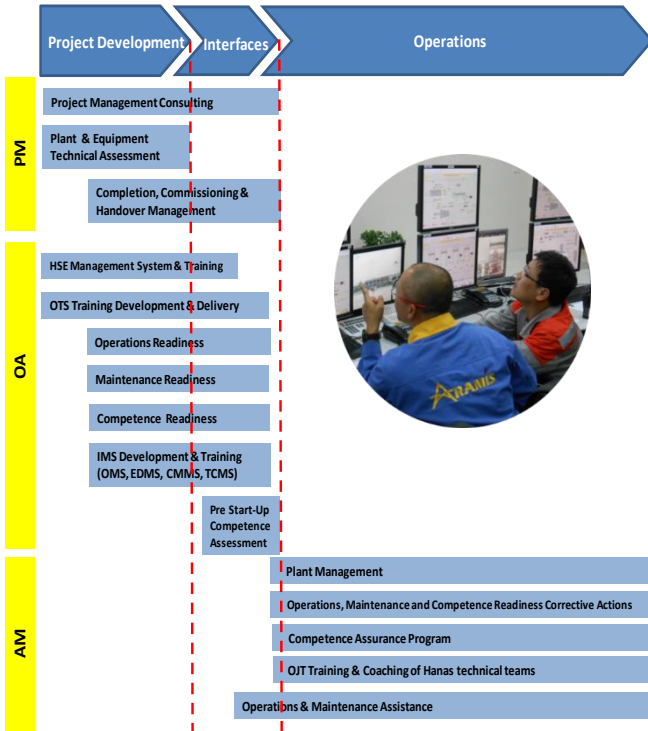 Project Development
Interfaces
Operations
PM
Project Management Consulting
Plant & Equipment
Technical Assessment
Completion, Commissioning &
Handover Management
OA
HSE Management System & Training
OTS Training Development & Delivery
Operations Readiness
Maintenance Readiness
Competence Readiness
IMS Development & Training
(OMS, EDMS, CMMS, TCMS)
Pre Start-Up
Competence
Assessment
ARAMIS
AM
Plant Management
Operations, Maintenance and Competence Readiness Corrective Actions
Competence Assurance Program
OJT Training & Coaching of Hanas technical teams
Operations & Maintenance Assistance